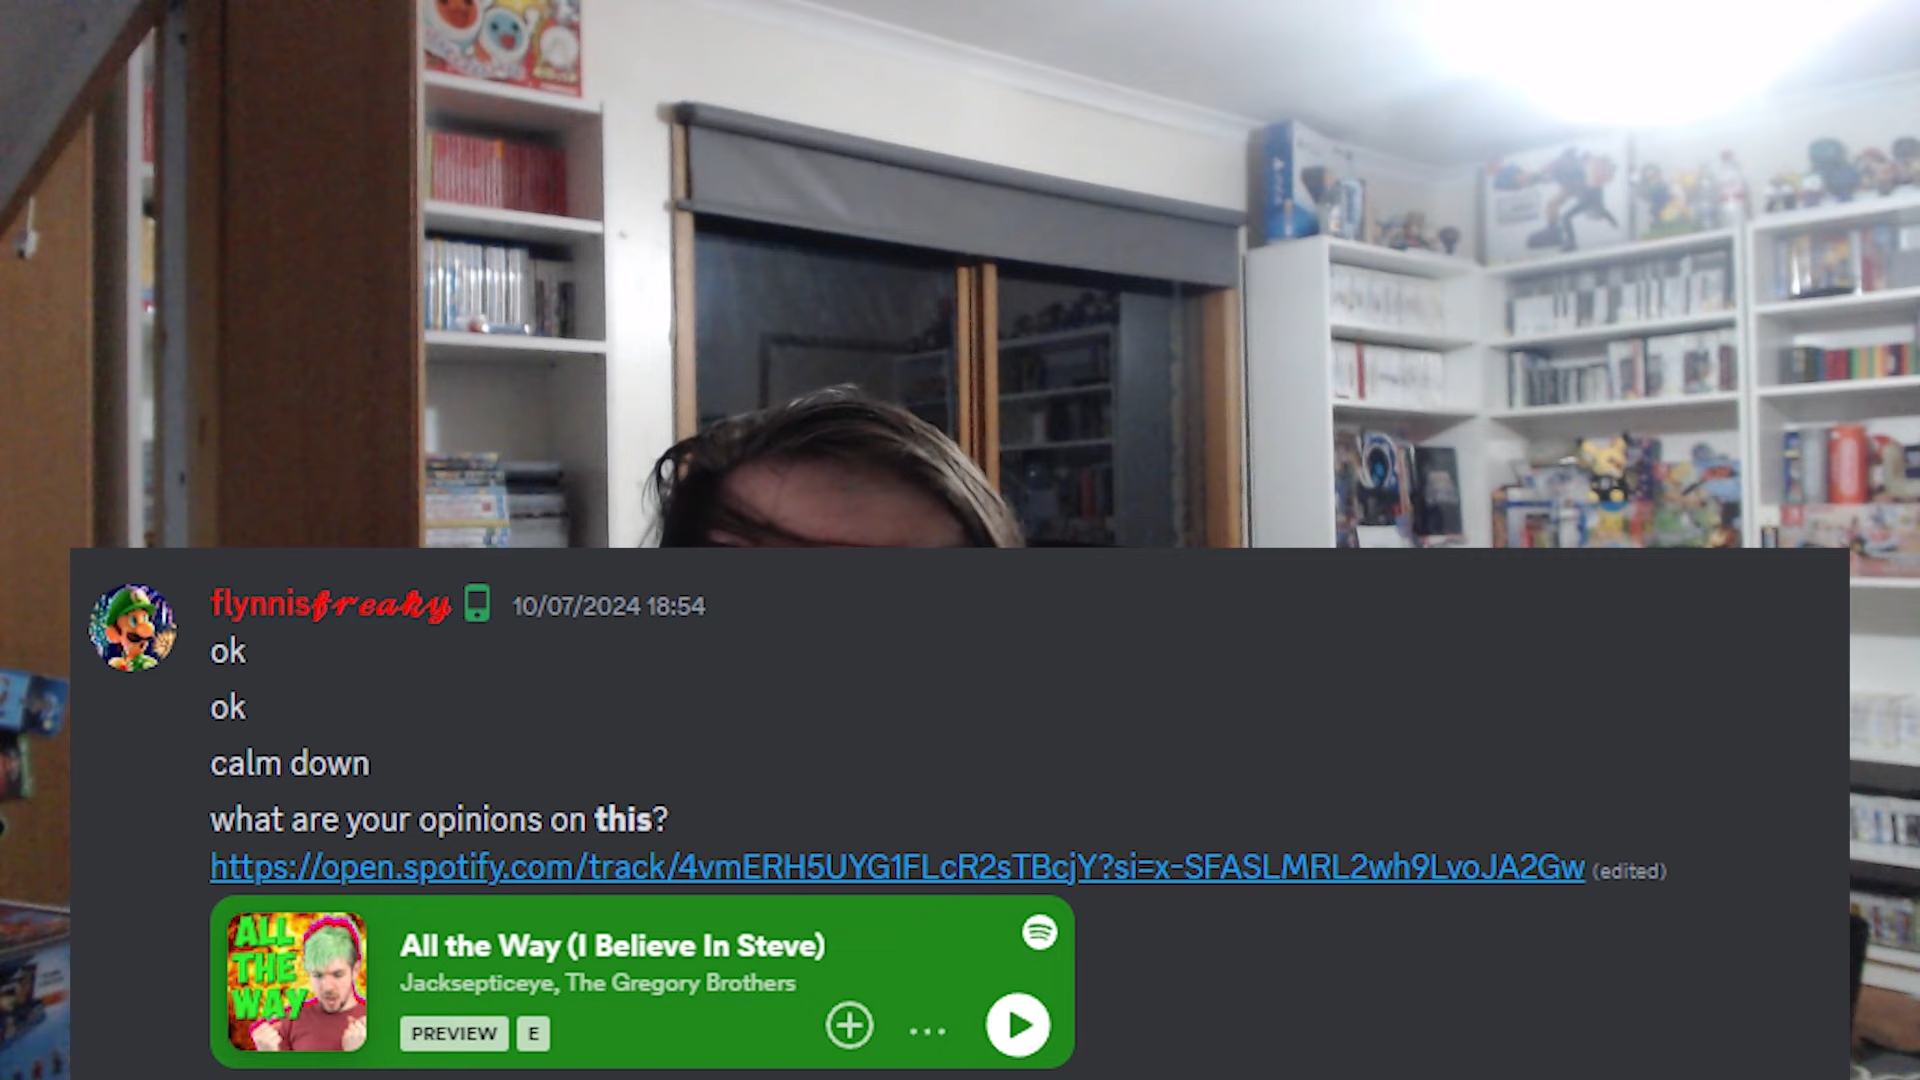 flynnis𝓯𝓻𝓮𝓪𝓴𝔂 10/07/2024 18:54
ok
ok
calm down
what are your opinions on this?
https://open.spotify.com/track/4vmERH5UYG1FLcR2sTBcjY?si=x-SFASLMRL2wh9LvoJA2Gw (edited)
ALL THE WAY
All the Way (I Believe In Steve)
Jacksepticeye, The Gregory Brothers
PREVIEW E